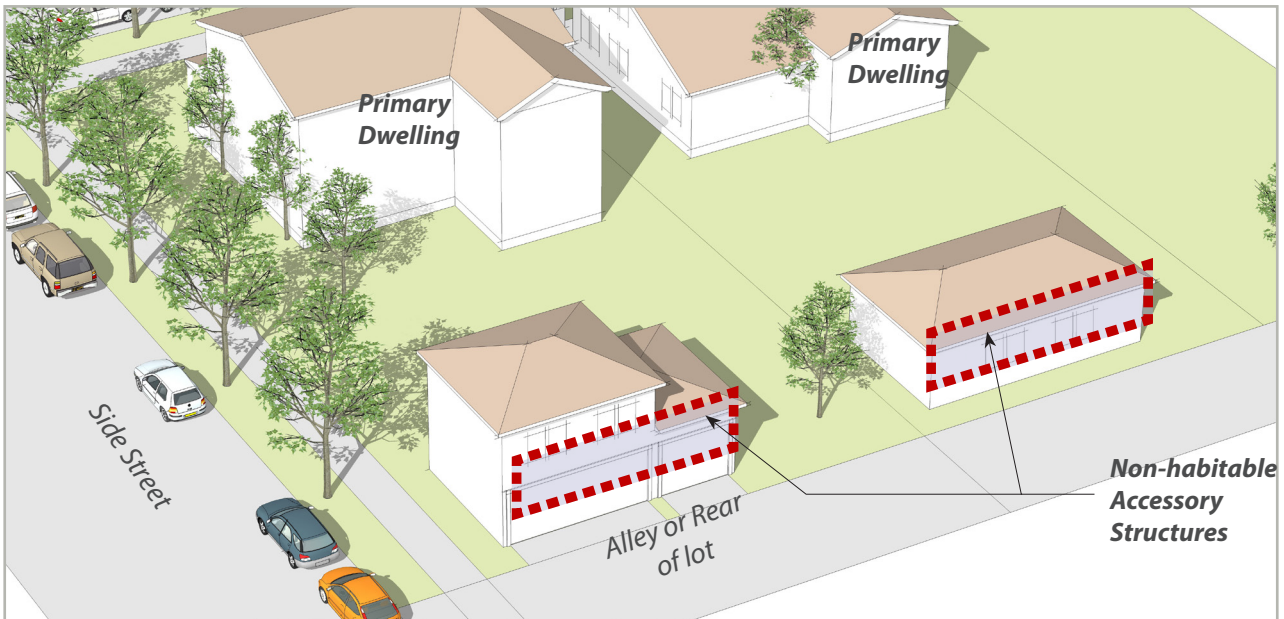 Primary
Dwelling
Primary
Dwelling
Side Street
Alley or Rear
of lot
Non-habitable
Accessory
Structures